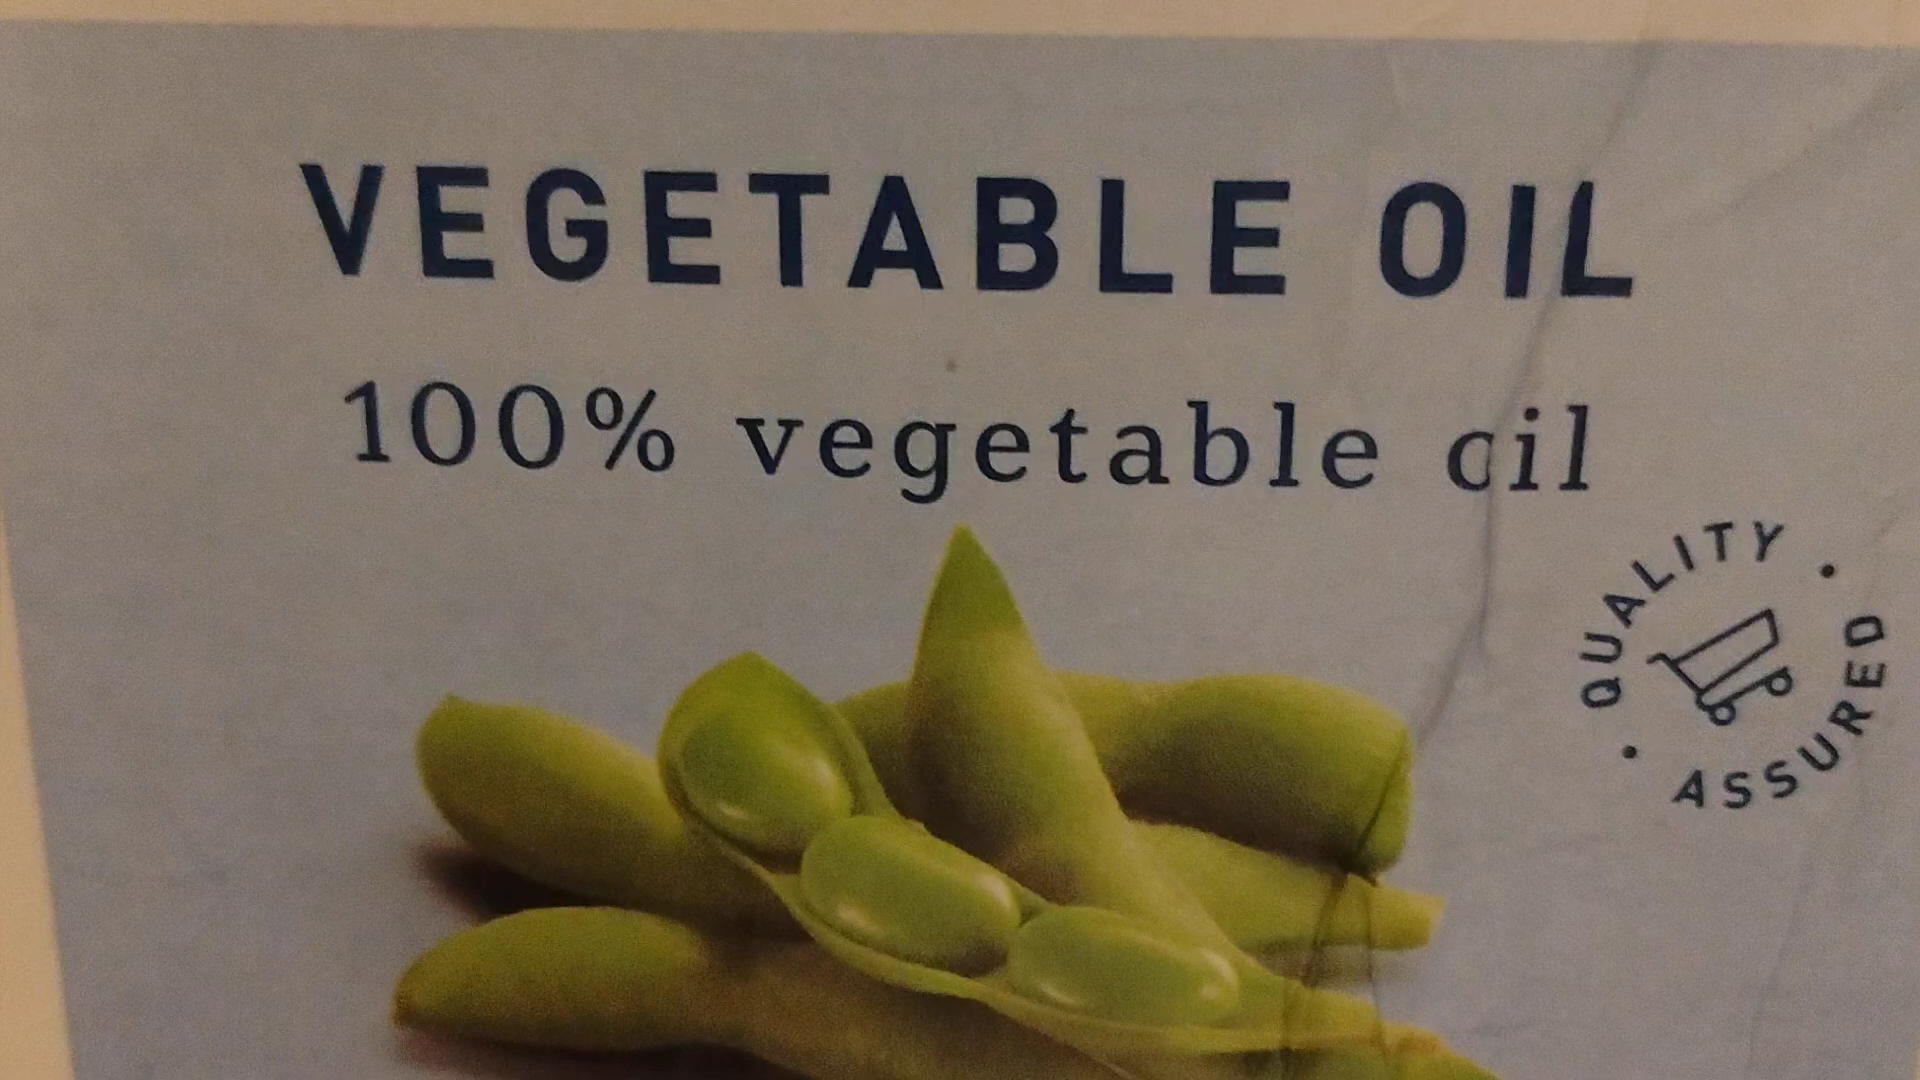 VEGETABLE OIL
100% vegetable oil
QUALITY • ASSURED •